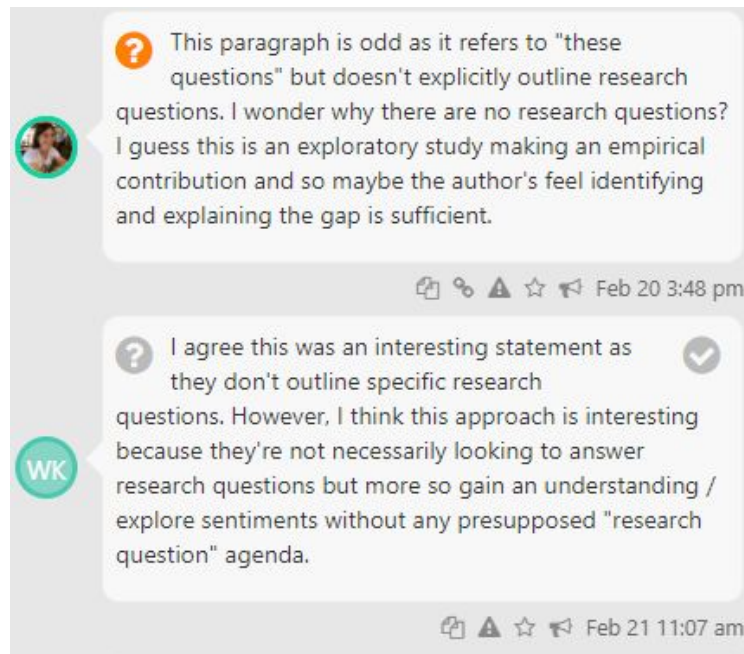 This paragraph is odd as it refers to "these
questions" but doesn't explicitly outline research
questions. I wonder why there are no research questions?
I guess this is an exploratory study making an empirical
contribution and so maybe the author's feel identifying
and explaining the gap is sufficient.
Feb 20 3:48 pm
I agree this was an interesting statement as
they don't outline specific research
questions. However, I think this approach is interesting
because they're not necessarily looking to answer
WK
research questions but more so gain an understanding /
explore sentiments without any presupposed "research
question" agenda.
Feb 21 11:07 am